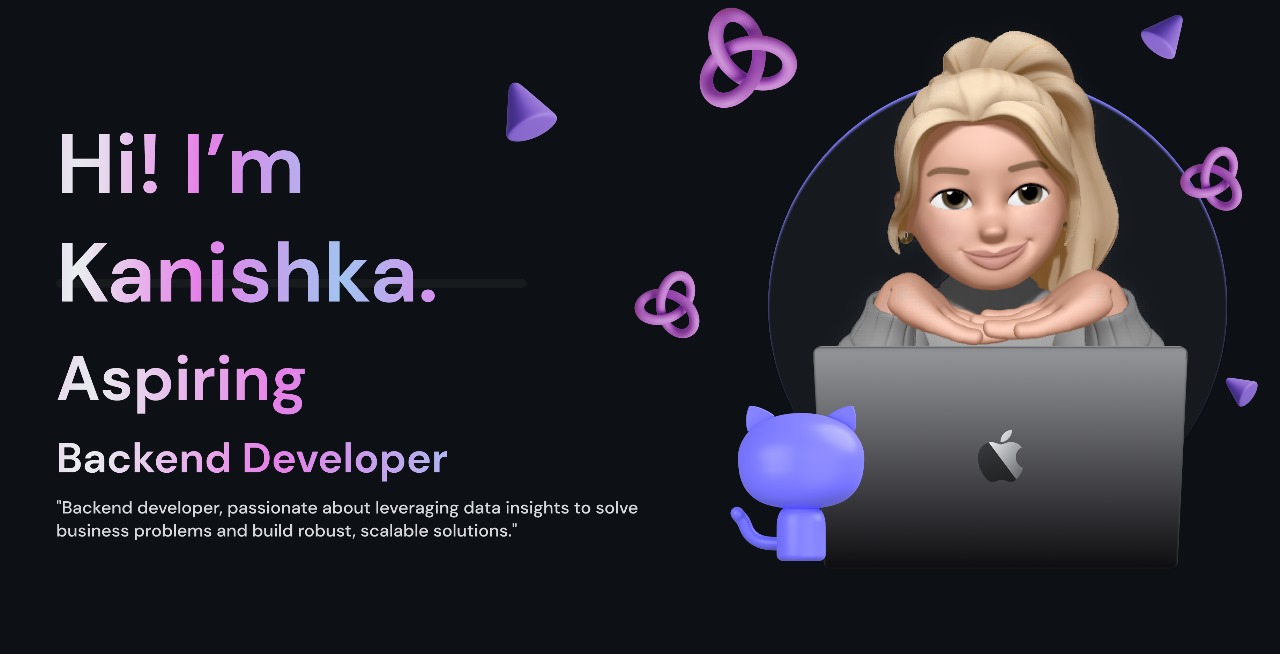 Hi! I’m
Kanishka.
Aspiring
Backend Developer
"Backend developer, passionate about leveraging data insights to solve
business problems and build robust, scalable solutions."